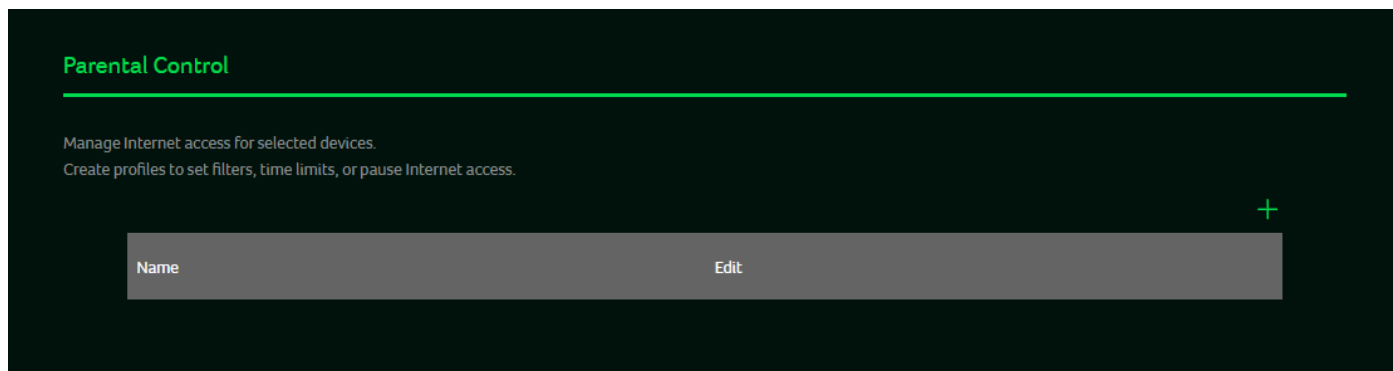 Parental Control
Manage Internet access for selected devices.
Create profiles to set filters, time limits, or pause Internet access.
+
Name Edit